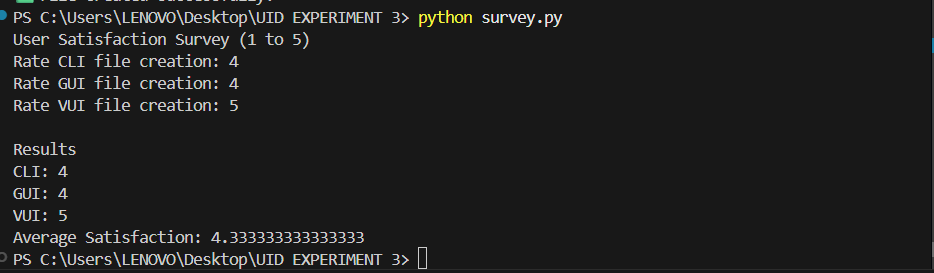 PS C:\Users\LENOVO\Desktop\UID EXPERIMENT 3> python survey.py
User Satisfaction Survey (1 to 5)
Rate CLI file creation: 4
Rate GUI file creation: 4
Rate VUI file creation: 5
Results
CLI: 4
GUI: 4
VUI: 5
Average Satisfaction: 4.333333333333333
PS C:\Users\LENOVO\Desktop\UID EXPERIMENT 3>